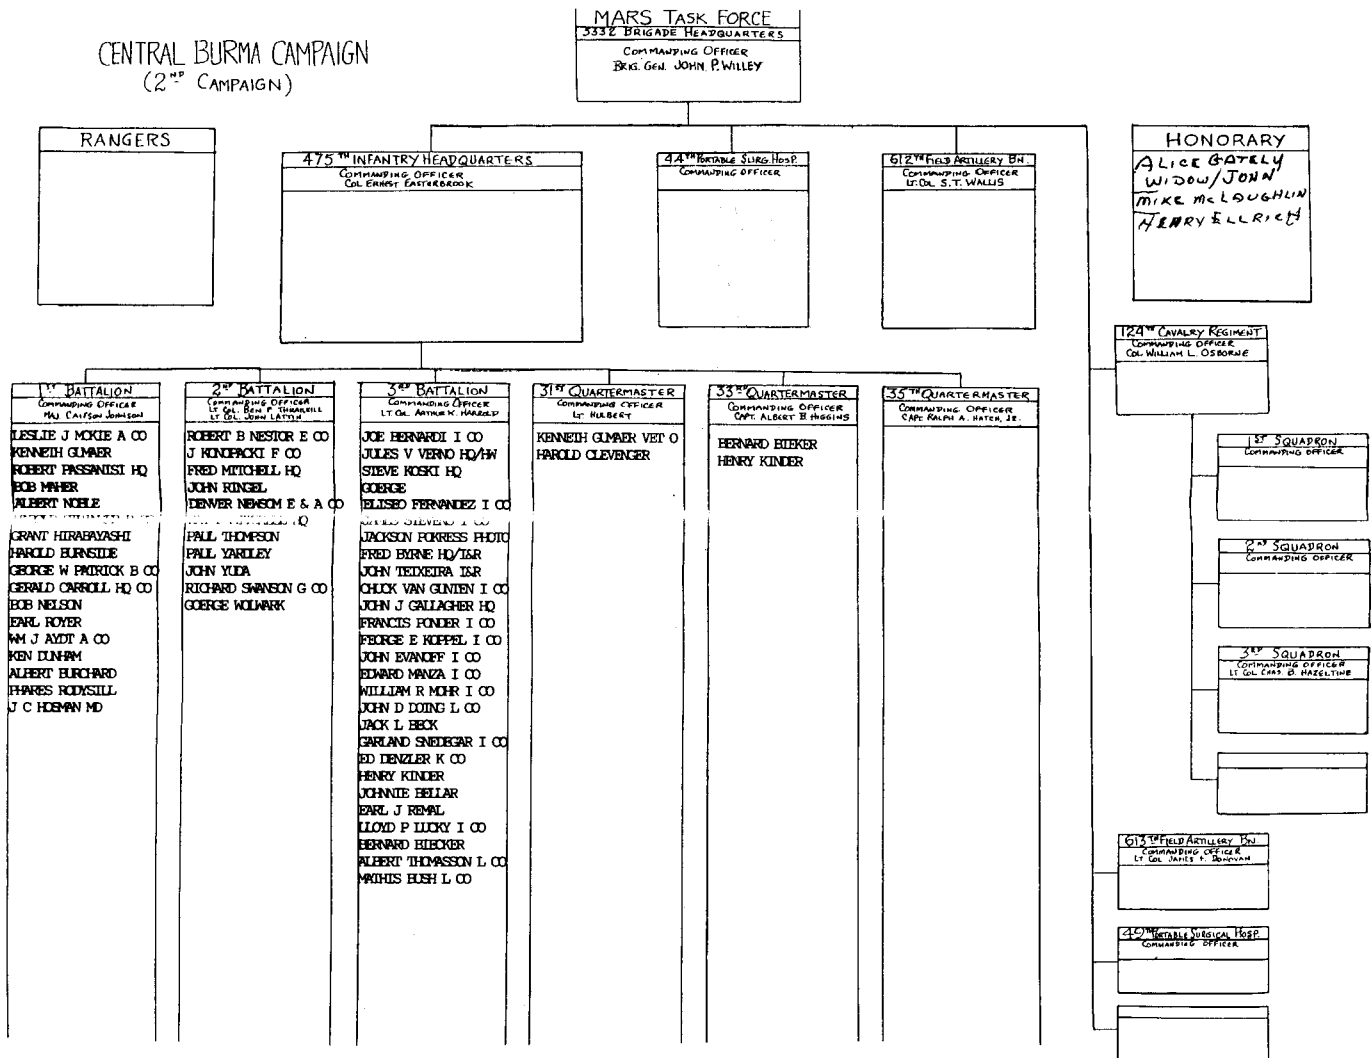 CENTRAL BURMA CAMPAIGN
(2ND CAMPAIGN)
MARS TASK FORCE
5332 BRIGADE HEADQUARTERS
COMMANDING OFFICER
BRIG. GEN. JOHN P. WILLEY
RANGERS
475TH INFANTRY HEADQUARTERS
COMMANDING OFFICER
COL ERNEST EASTERBROOK
44TH PORTABLE SURG. HOSP.
COMMANDING OFFICER
612TH FIELD ARTILLERY BN.
COMMANDING OFFICER
LT. COL S.T. WALLIS
HONORARY
ALICE GATELY
WIDOW/JOHN
MIKE McLAUGHLIN
HENRY ELLRICH
124TH CAVALRY REGIMENT
COMMANDING OFFICER
COL WILLIAM L. OSBORNE
1ST BATTALION
COMMANDING OFFICER
MAJ JOHNSON
LESLIE J MCKIE A CO
KENNETH GUMAER
ROBERT PASSANISI HQ
BOB MAHER
ALBERT NOBLE
GRANT HIRABAYASHI
HAROLD BURNSIDE
GEORGE W PATRICK B CO
GERALD CARROLL HQ CO
BOB NELSON
EARL ROYER
WM J AYDT A CO
KEN DUNHAM
ALBERT BURCHARD
PHARES RODYSILL
J C HOSMAN MD
2ND BATTALION
COMMANDING OFFICER
LT COL. BEN F. THRAILKILL
LT COL. JOHN LATTIN
ROBERT B NESTOR E CO
J KONOPACKI F CO
FRED MITCHELL HQ
JOHN RINGEL
DENVER NEWSOM E & A CO
HQ
PAUL THOMPSON
PAUL YARDLEY
JOHN YUDA
RICHARD SWANSON G CO
GOERGE WOLWARK
3RD BATTALION
COMMANDING OFFICER
LT COL ARTHUR K. HARROLD
JOE BERNARDI I CO
JULES V VERNO HQ/HW
STEVE KOSKI HQ
GOERGE
ELISEO FERNANDEZ I CO
JAMES STEVENS I CO
JACKSON POKRESS PHOTO
FRED BYRNE HQ/I&R
JOHN TEIXEIRA I&R
CHUCK VAN GUNTEN I CO
JOHN J GALLAGHER HQ
FRANCIS PONDER I CO
FEORGE E KOPPEL I CO
JOHN EVANOFF I CO
EDWARD MANZA I CO
WILLIAM R MOHR I CO
JOHN D DOING L CO
JACK L BECK
GARLAND SNEDEGAR I CO
ED DENZLER K CO
HENRY KINDER
JOHNNIE BELLAR
EARL J REMAL
LLOYD P LUCKY I CO
BERNARD BIECKER
ALBERT THOMASSON L CO
MATHIS BUSH L CO
31ST QUARTERMASTER
COMMANDING OFFICER
LT HULBERT
KENNETH GUMAER VET O
HAROLD CLEVENGER
33RD QUARTERMASTER
COMMANDING OFFICER
CAPT. ALBERT B. HIGGINS
BERNARD BIEKER
HENRY KINDER
35TH QUARTERMASTER
COMMANDING OFFICER
CAPT RALPH A. HATCH, JR.
1ST SQUADRON
COMMANDING OFFICER
2ND SQUADRON
COMMANDING OFFICER
3RD SQUADRON
COMMANDING OFFICER
LT COL CHAS. B. HAZELTINE
613TH FIELD ARTILLERY BN
COMMANDING OFFICER
LT COL JAMES F. DONOVAN
49TH PORTABLE SURGICAL HOSP.
COMMANDING OFFICER